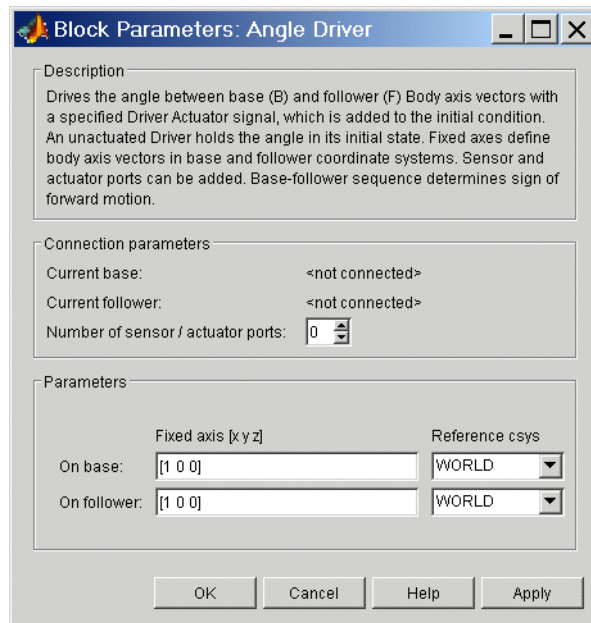 Block Parameters: Angle Driver
Description
Drives the angle between base (B) and follower (F) Body axis vectors with
a specified Driver Actuator signal, which is added to the initial condition.
An unactuated Driver holds the angle in its initial state. Fixed axes define
body axis vectors in base and follower coordinate systems. Sensor and
actuator ports can be added. Base-follower sequence determines sign of
forward motion.
Connection parameters
Current base: <not connected>
Current follower: <not connected>
Number of sensor / actuator ports: 0
Parameters
Fixed axis [x y z] Reference csys
On base: [1 0 0] WORLD
On follower: [1 0 0] WORLD
OK Cancel Help Apply